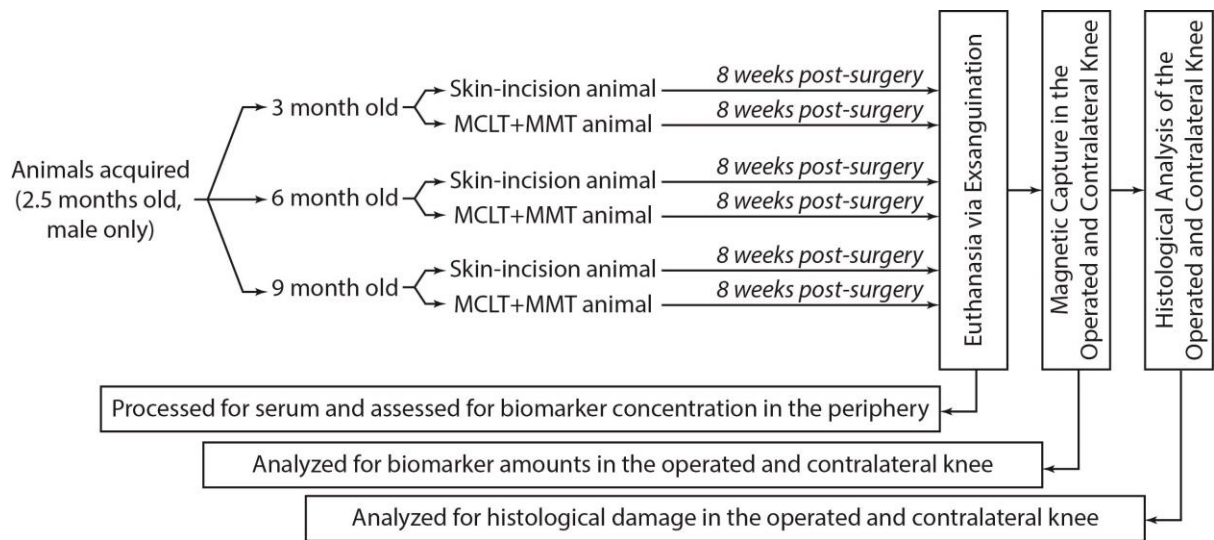 Animals acquired
(2.5 months old,
male only)
3 month old
Skin-incision animal
8 weeks post-surgery
MCLT+MMT animal
8 weeks post-surgery
6 month old
Skin-incision animal
8 weeks post-surgery
MCLT+MMT animal
8 weeks post-surgery
9 month old
Skin-incision animal
8 weeks post-surgery
MCLT+MMT animal
8 weeks post-surgery
Euthanasia via Exsanguination
Magnetic Capture in the
Operated and Contralateral Knee
Histological Analysis of the
Operated and Contralateral Knee
Processed for serum and assessed for biomarker concentration in the periphery
Analyzed for biomarker amounts in the operated and contralateral knee
Analyzed for histological damage in the operated and contralateral knee